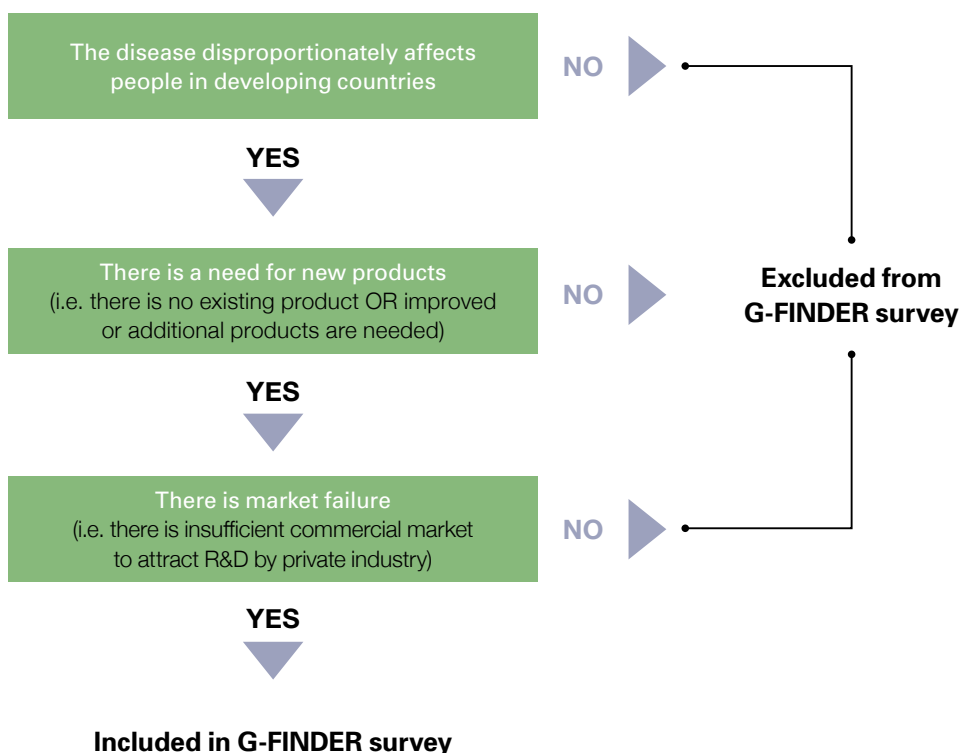 The disease disproportionately affects
people in developing countries
NO
YES
There is a need for new products
(i.e. there is no existing product OR improved
or additional products are needed)
NO
Excluded from
G-FINDER survey
YES
There is market failure
(i.e. there is insufficient commercial market
to attract R&D by private industry)
NO
YES
Included in G-FINDER survey